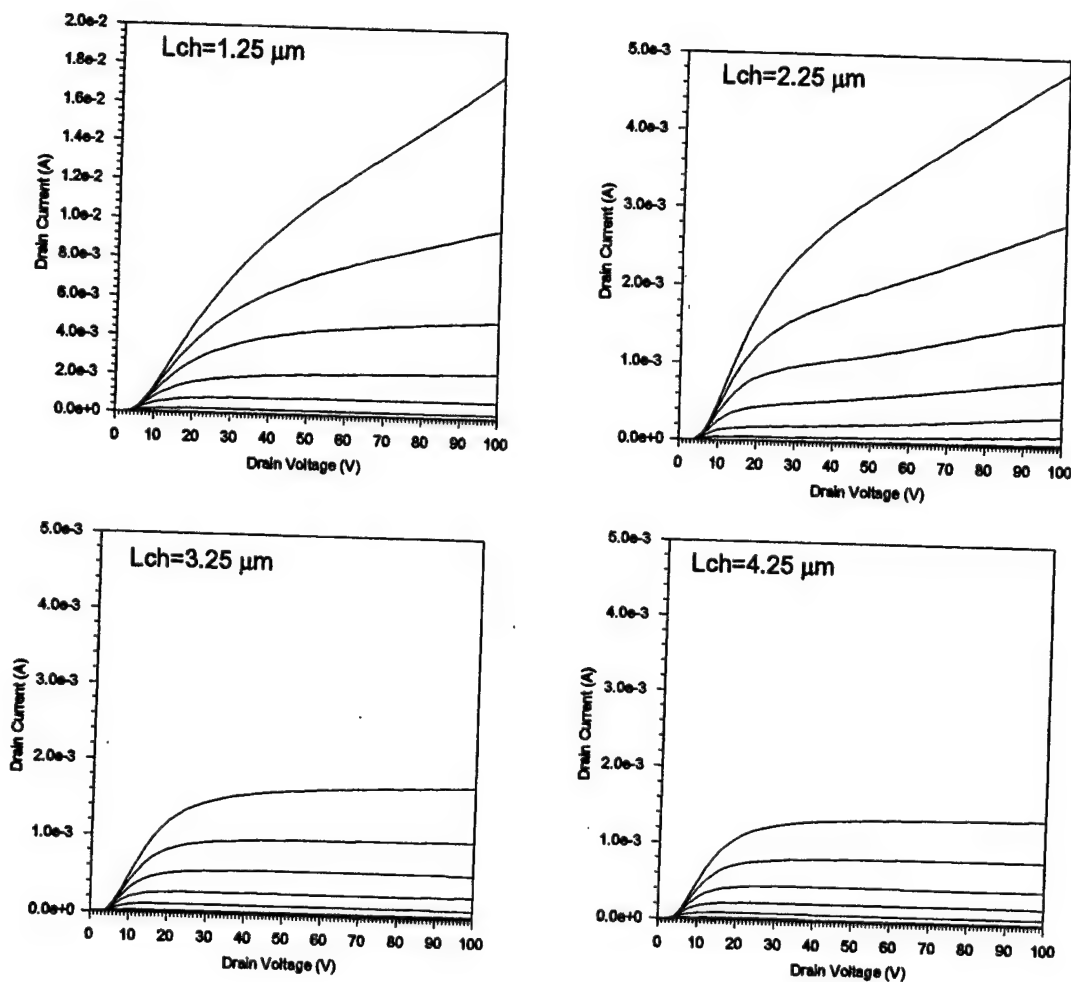 Lch=1.25 µm
Drain Current (A)
2.0e-2
1.8e-2
1.6e-2
1.4e-2
1.2e-2
1.0e-2
8.0e-3
6.0e-3
4.0e-3
2.0e-3
0.0e+0
0 10 20 30 40 50 60 70 80 90 100
Drain Voltage (V)
Lch=2.25 µm
Drain Current (A)
5.0e-3
4.0e-3
3.0e-3
2.0e-3
1.0e-3
0.0e+0
0 10 20 30 40 50 60 70 80 90 100
Drain Voltage (V)
Lch=3.25 µm
Drain Current (A)
5.0e-3
4.0e-3
3.0e-3
2.0e-3
1.0e-3
0.0e+0
0 10 20 30 40 50 60 70 80 90 100
Drain Voltage (V)
Lch=4.25 µm
Drain Current (A)
5.0e-3
4.0e-3
3.0e-3
2.0e-3
1.0e-3
0.0e+0
0 10 20 30 40 50 60 70 80 90 100
Drain Voltage (V)